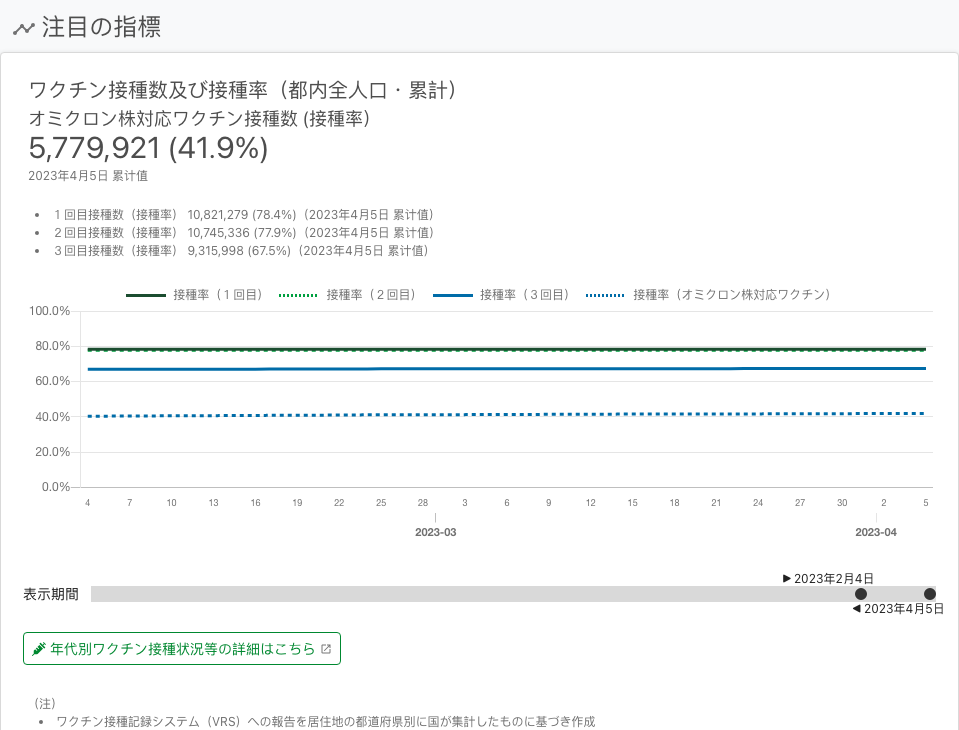 注目の指標
ワクチン接種数及び接種率（都内全人口・累計）
オミクロン株対応ワクチン接種数 (接種率）
5,779,921 (41.9%)
2023年4月5日 累計値
• １回目接種数（接種率） 10,821,279 (78.4%)（2023年4月5日 累計値）
• ２回目接種数（接種率） 10,745,336 (77.9%)（2023年4月5日 累計値）
• ３回目接種数（接種率） 9,315,998 (67.5%)（2023年4月5日 累計値）
接種率（１回目） 接種率（２回目） 接種率（３回目） 接種率（オミクロン株対応ワクチン）
100.0%
80.0%
60.0%
40.0%
20.0%
0.0%
4 7 10 13 16 19 22 25 28 3 6 9 12 15 18 21 24 27 30 2 5
2023-03 2023-04
▶ 2023年2月4日
表示期間
◀ 2023年4月5日
年代別ワクチン接種状況等の詳細はこちら
（注）
• ワクチン接種記録システム（VRS）への報告を居住地の都道府県別に国が集計したものに基づき作成